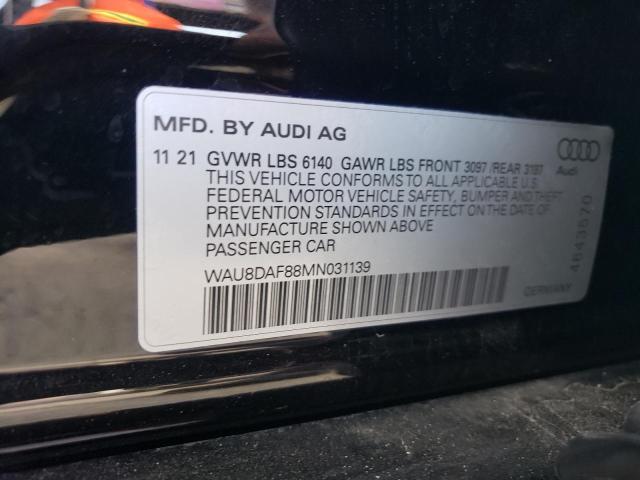 MFD. BY AUDI AG
11 21 GVWR LBS 6140 GAWR LBS FRONT 3097 /REAR 3197
THIS VEHICLE CONFORMS TO ALL APPLICABLE U.S.
FEDERAL MOTOR VEHICLE SAFETY, BUMPER AND THEFT
PREVENTION STANDARDS IN EFFECT ON THE DATE OF
MANUFACTURE SHOWN ABOVE
PASSENGER CAR
WAU8DAF88MN031139
Audi
4643670
GERMANY